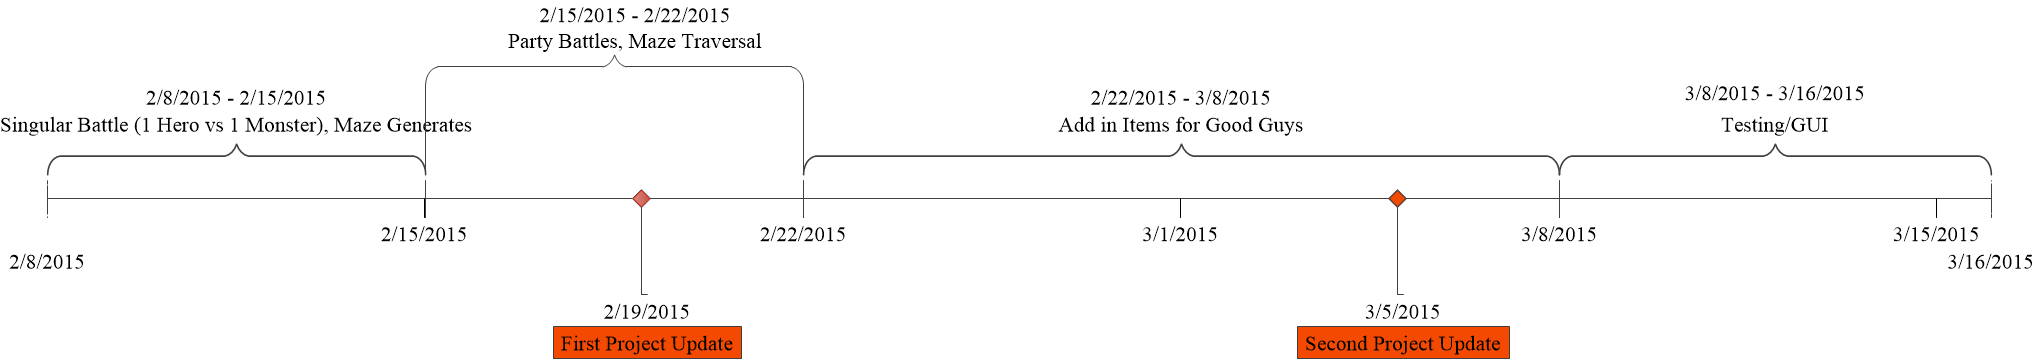 2/15/2015 - 2/22/2015
Party Battles, Maze Traversal
2/8/2015 - 2/15/2015
Singular Battle (1 Hero vs 1 Monster), Maze Generates
2/22/2015 - 3/8/2015
Add in Items for Good Guys
3/8/2015 - 3/16/2015
Testing/GUI
2/8/2015
2/15/2015
2/22/2015
3/1/2015
3/8/2015
3/15/2015
3/16/2015
2/19/2015
First Project Update
3/5/2015
Second Project Update